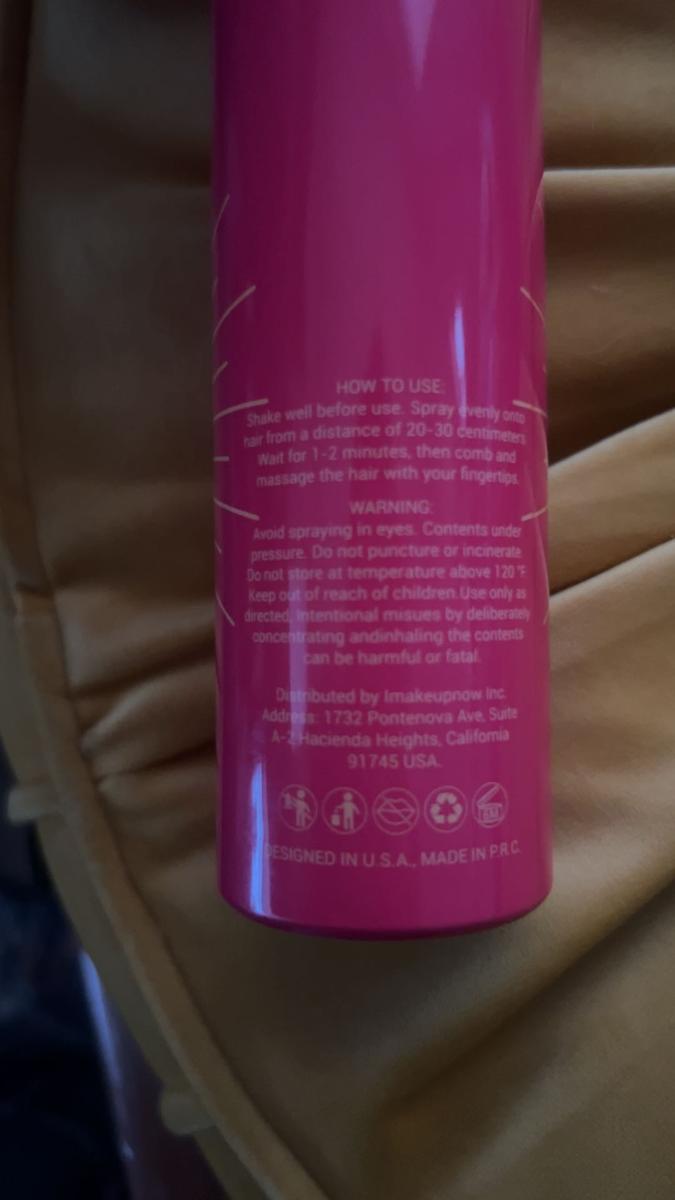 HOW TO USE:
Shake well before use. Spray evenly onto
hair from a distance of 20-30 centimeters
Wait for 1-2 minutes, then comb and
massage the hair with your fingertips.
WARNING:
Avoid spraying in eyes. Contents under
pressure. Do not puncture or incinerate.
Do not store at temperature above 120 °F
Keep out of reach of children.Use only as
directed, Intentional misues by deliberately
concentrating andinhaling the contents
can be harmful or fatal.
Distributed by Imakeupnow Inc.
Address: 1732 Pontenova Ave, Suite
A-2 Hacienda Heights, California
91745 USA.
6M
DESIGNED IN U.S.A., MADE IN P.R.C.